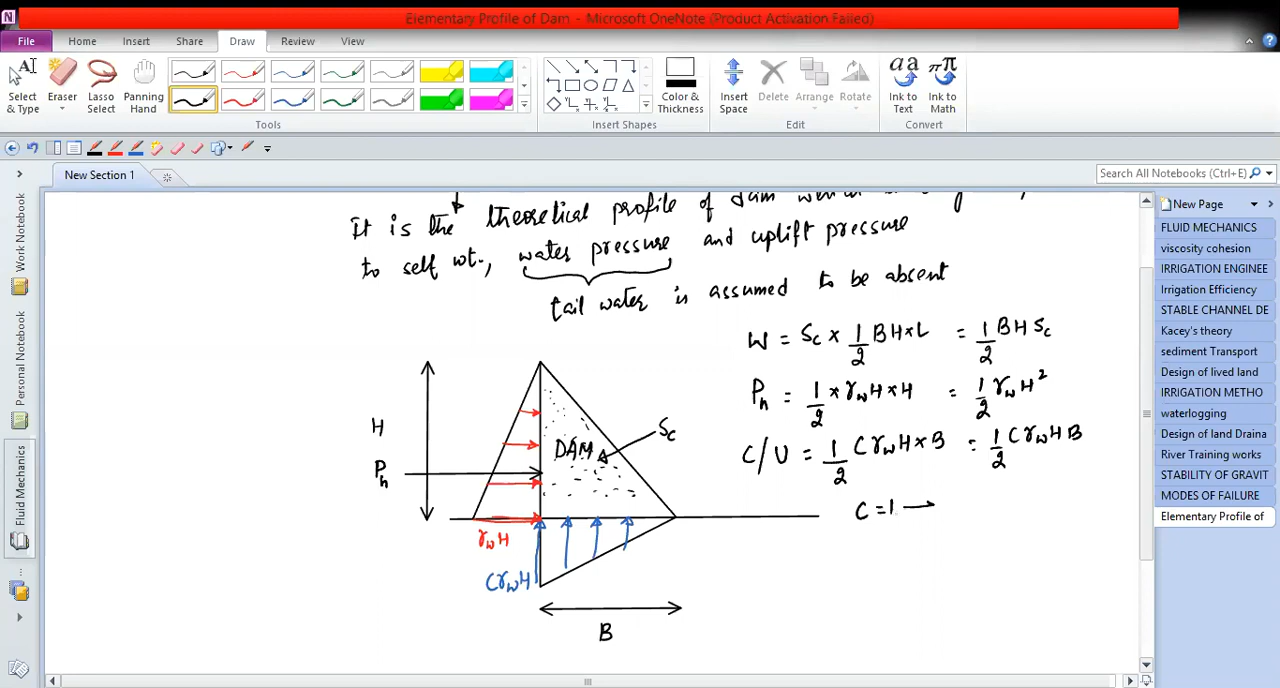 Elementary Profile of Dam - Microsoft OneNote (Product Activation Failed)
File Home Insert Share Draw Review View
Select & Type
Eraser
Lasso Select
Panning Hand
Color & Thickness
Insert Space
Delete
Arrange
Rotate
Ink to Text
Ink to Math
Tools
Insert Shapes
Edit
Convert
New Section 1
Search All Notebooks (Ctrl+E)
Work Notebook
Personal Notebook
Fluid Mechanics
It is the theoretical profile of dam
to self wt., water pressure and uplift pressure
tail water is assumed to be absent
W = Sc × 1/2 BH × L = 1/2 BH Sc
Ph = 1/2 × γwH × H = 1/2 γwH²
C/U = 1/2 CγwH × B = 1/2 CγwHB
C = 1 →
H
Ph
DAM
Sc
γwH
CγwH
B
New Page
FLUID MECHANICS
viscosity cohesion
IRRIGATION ENGINEE
Irrigation Efficiency
STABLE CHANNEL DE
Kacey's theory
sediment Transport
Design of lived land
IRRIGATION METHO
waterlogging
Design of land Draina
River Training works
STABILITY OF GRAVIT
MODES OF FAILURE
Elementary Profile of